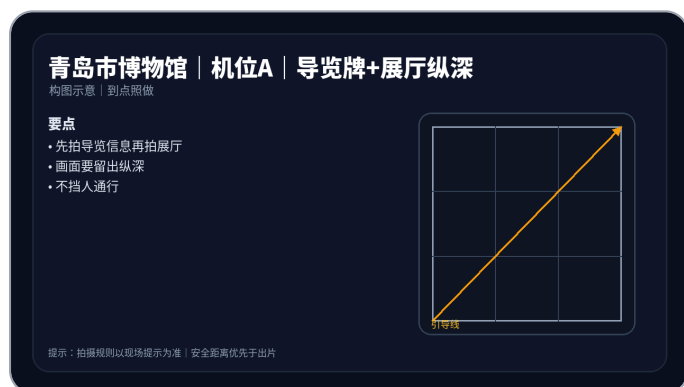 青岛市博物馆｜机位A｜导览牌+展厅纵深
构图示意｜到点照做
要点
• 先拍导览信息再拍展厅
• 画面要留出纵深
• 不挡人通行
引导线
提示：拍摄规则以现场提示为准｜安全距离优先于出片